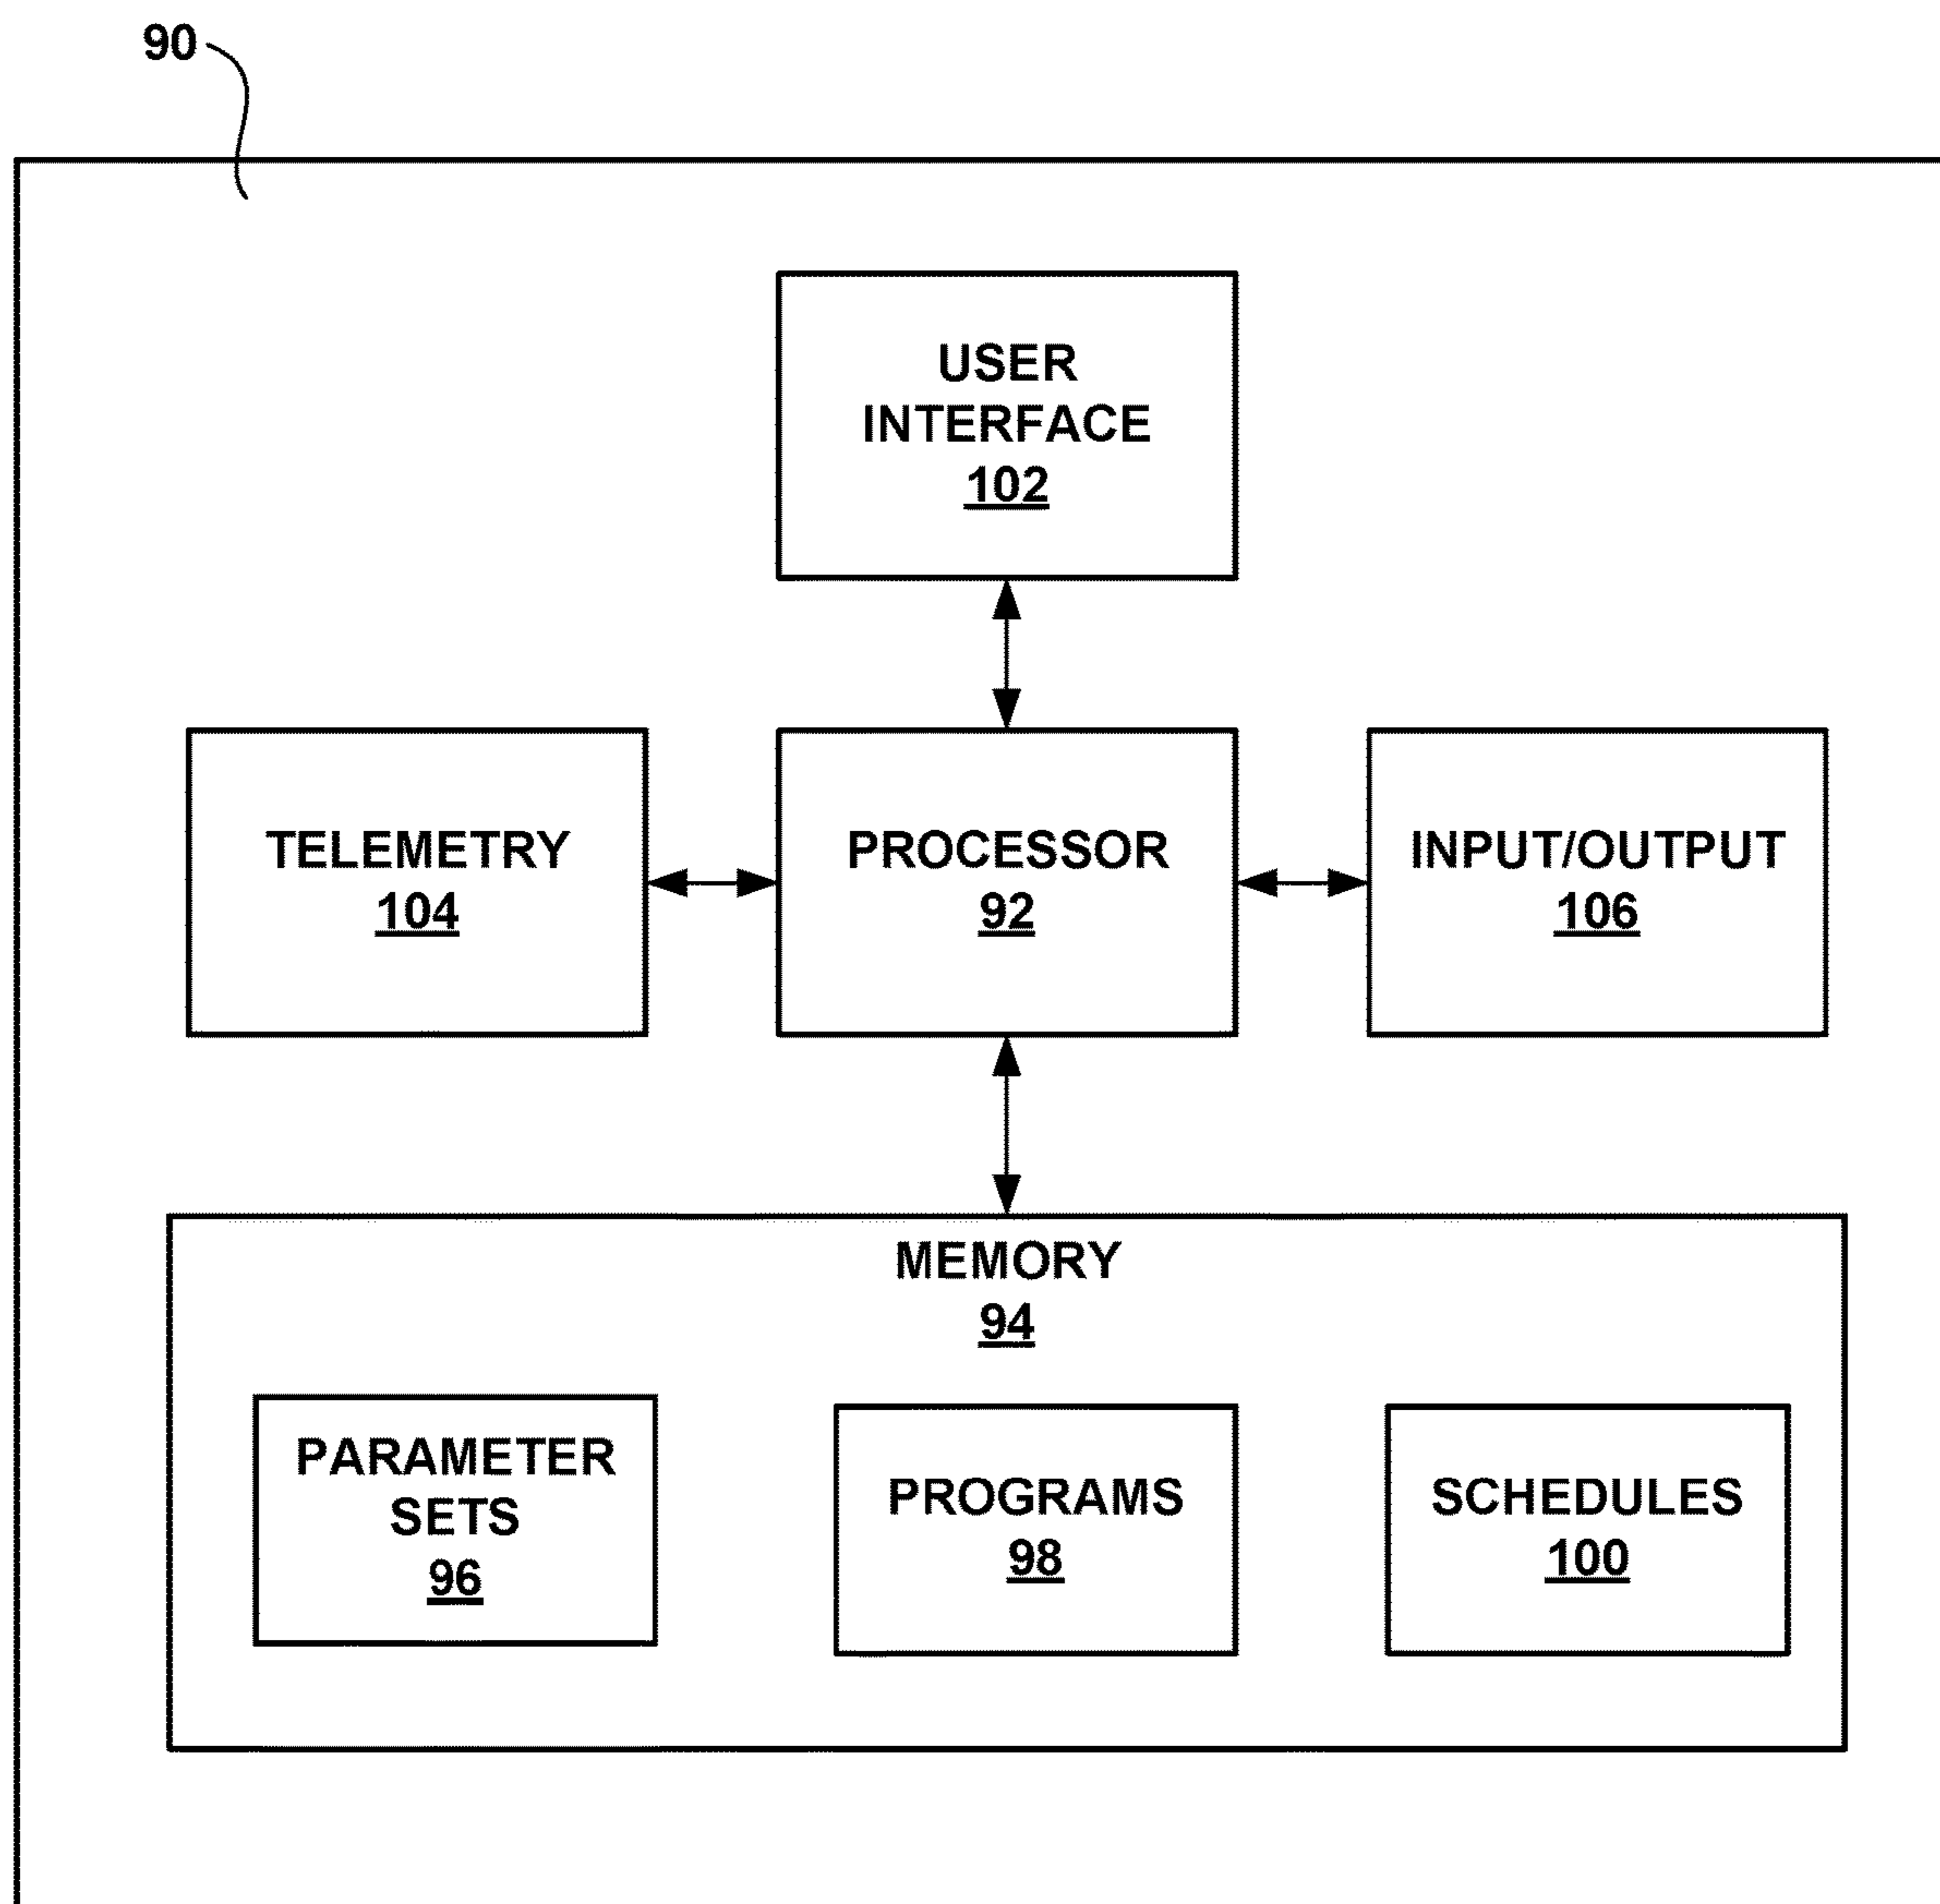 90
USER
INTERFACE
102
TELEMETRY
104
PROCESSOR
92
INPUT/OUTPUT
106
MEMORY
94
PARAMETER
SETS
96
PROGRAMS
98
SCHEDULES
100